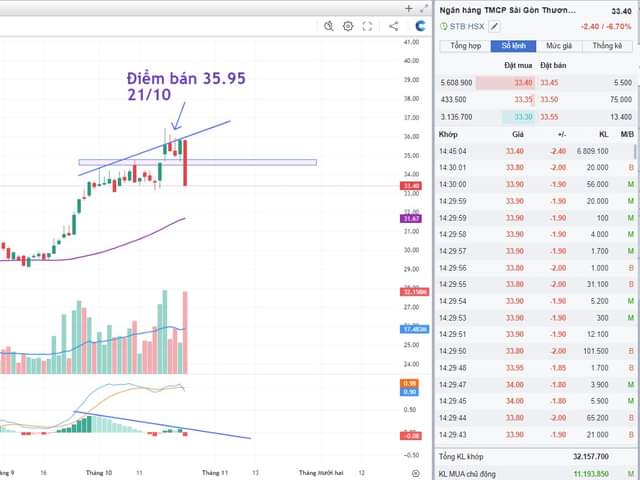 Ngân hàng TMCP Sài Gòn Thươn... 33.40
STB:HSX -2.40 / -6.70%
Tổng hợp Sổ lệnh Mức giá Thống kê
Đặt mua Đặt bán
5.608.900 33.40 33.45 5.500
433.500 33.35 33.50 75.000
3.135.700 33.30 33.55 13.400
Khớp Giá +/- KL M/B
14:45:04 33.40 -2.40 6.809.100
14:30:01 33.80 -2.00 20.000 B
14:30:00 33.90 -1.90 56.000 M
14:29:59 33.90 -1.90 200 M
14:29:59 33.90 -1.90 100 M
14:29:58 33.90 -1.90 4.000 M
14:29:57 33.90 -1.90 1.700 M
14:29:56 33.80 -2.00 1.000 B
14:29:55 33.90 -1.90 31.000 B
14:29:54 33.90 -1.90 5.200 M
14:29:53 33.90 -1.90 300 M
14:29:51 33.90 -1.90 12.100
14:29:50 33.80 -2.00 101.500 B
14:29:48 33.95 -1.85 1.700 B
14:29:47 34.00 -1.80 3.900 M
14:29:45 34.00 -1.80 5.900 M
14:29:44 33.80 -2.00 65.200 B
14:29:43 33.90 -1.90 21.000 B
Tổng KL khớp 32.157.700
KL MUA chủ động 11.193.850 M
Điểm bán 35.95
21/10
41.00
39.00
38.00
37.00
36.00
35.00
34.00
33.40
33.00
31.67
31.00
30.00
29.00
28.00
27.00
26.00
25.00
32.158M
17.483M
24.00
0.98
0.90
0.50
0.00
-0.08
-0.50
16 Tháng 10 11 Tháng 11 13 Tháng Mười hai 12